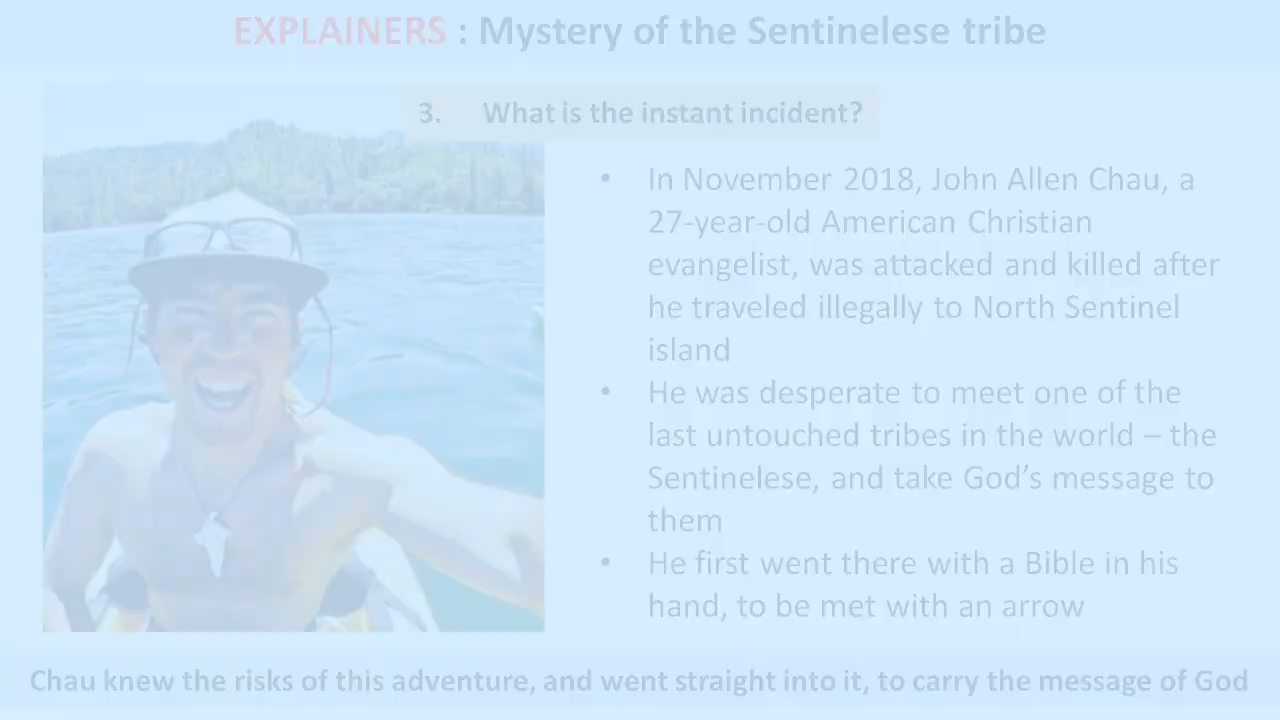 EXPLAINERS : Mystery of the Sentinelese tribe
3. What is the instant incident?
• In November 2018, John Allen Chau, a
27-year-old American Christian
evangelist, was attacked and killed after
he traveled illegally to North Sentinel
island
• He was desperate to meet one of the
last untouched tribes in the world – the
Sentinelese, and take God’s message to
them
• He first went there with a Bible in his
hand, to be met with an arrow
Chau knew the risks of this adventure, and went straight into it, to carry the message of God